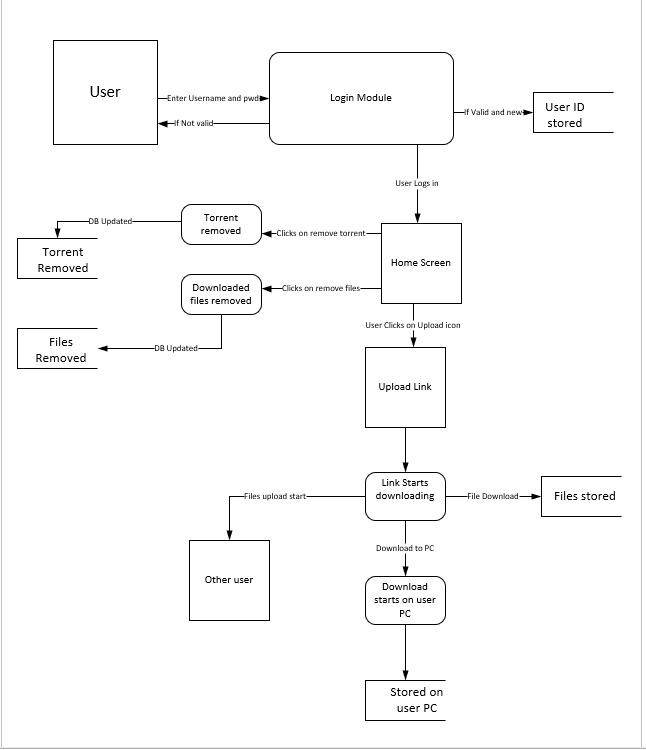 User
Enter Username and pwd
If Not valid
Login Module
If Valid and new
User ID
stored
User Logs in
DB Updated
Torrent
removed
Clicks on remove torrent
Torrent
Removed
Home Screen
Downloaded
files removed
Clicks on remove files
User Clicks on Upload icon
Files
Removed
DB Updated
Upload Link
Link Starts
downloading
Files upload start
File Download
Files stored
Download to PC
Other user
Download
starts on user
PC
Stored on
user PC